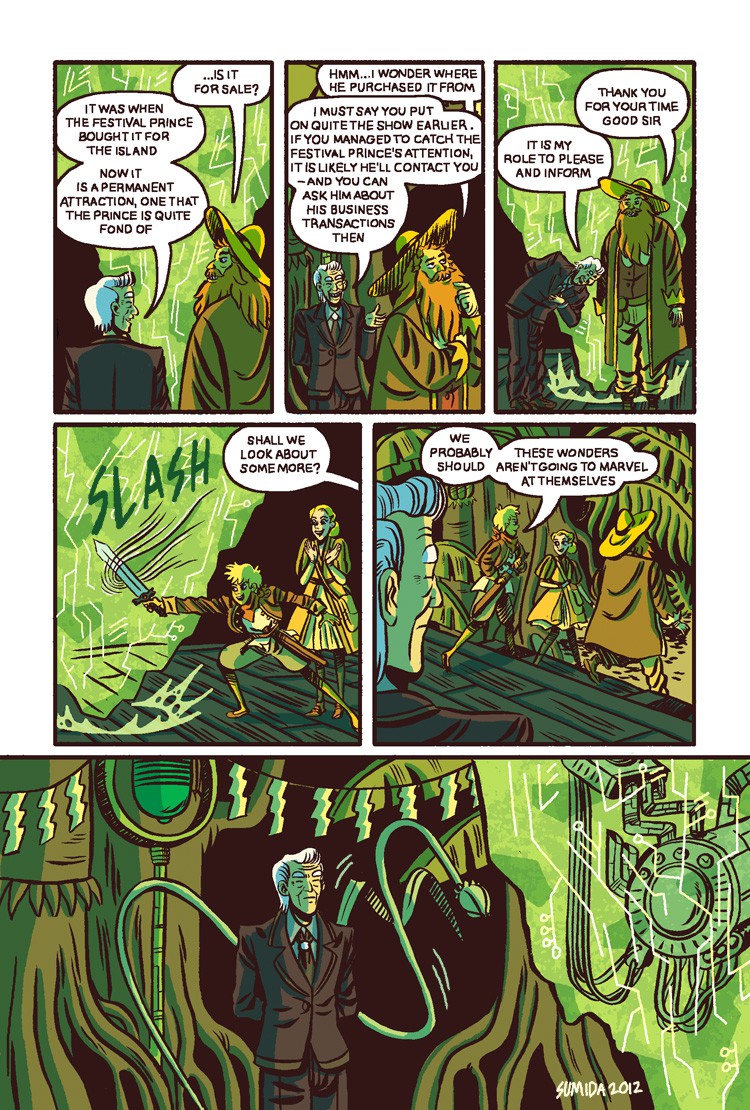 ...IS IT
FOR SALE?
IT WAS WHEN
THE FESTIVAL PRINCE
BOUGHT IT FOR
THE ISLAND
NOW IT
IS A PERMANENT
ATTRACTION, ONE THAT
THE PRINCE IS QUITE
FOND OF
HMM...I WONDER WHERE
HE PURCHASED IT FROM
I MUST SAY YOU PUT
ON QUITE THE SHOW EARLIER.
IF YOU MANAGED TO CATCH THE
FESTIVAL PRINCE'S ATTENTION,
IT IS LIKELY HE'LL CONTACT YOU
-AND YOU CAN
ASK HIM ABOUT
HIS BUSINESS
TRANSACTIONS
THEN
THANK YOU
FOR YOUR TIME
GOOD SIR
IT IS MY
ROLE TO PLEASE
AND INFORM
SLASH
SHALL WE
LOOK ABOUT
SOME MORE?
WE
PROBABLY
SHOULD
THESE WONDERS
AREN'T GOING TO MARVEL
AT THEMSELVES
SUMIDA 2012